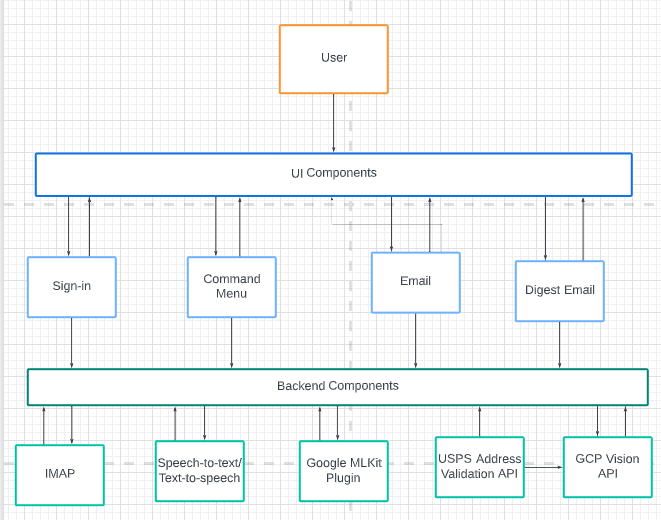 User
UI Components
Sign-in
Command
Menu
Email
Digest Email
Backend Components
IMAP
Speech-to-text/
Text-to-speech
Google MLKit
Plugin
USPS Address
Validation API
GCP Vision
API